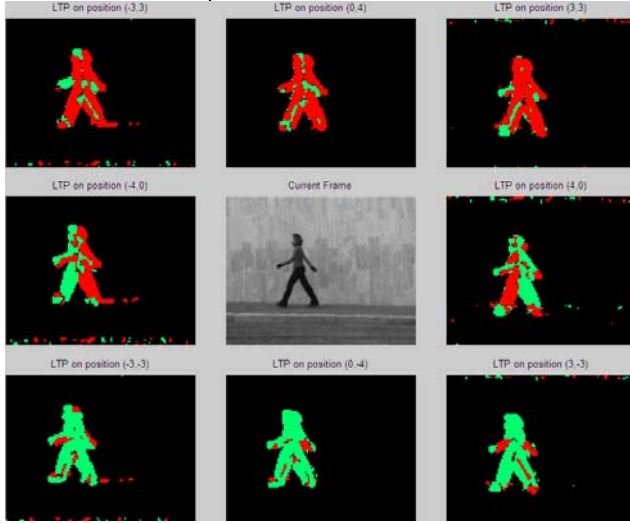 LTP on position (-3,3)
LTP on position (0,4)
LTP on position (3,3)
LTP on position (-4,0)
Current Frame
LTP on position (4,0)
LTP on position (-3,-3)
LTP on position (0,-4)
LTP on position (3,-3)